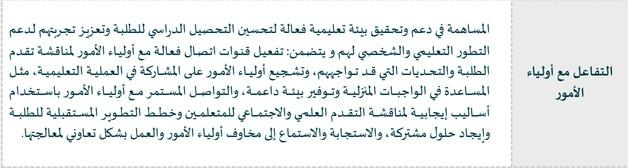 التفاعل مع أولياء
الأمور
المساهمة في دعم وتحقيق بيئة تعليمية فعالة لتحسين التحصيل الدراسي للطلبة وتعزيز تجربتهم لدعم
التطور التعليمي والشخصي لهم و يتضمن: تفعيل قنوات اتصال فعالة مع أولياء الأمور لمناقشة تقدم
الطلبة والتحديات التي قد تواجههم، وتشجيع أولياء الأمور على المشاركة في العملية التعليمية، مثل
المساعدة في الواجبات المنزلية وتوفير بيئة داعمة، والتواصل المستمر مع أولياء الأمور باستخدام
أساليب إيجابية لمناقشة التقدم العلمي والاجتماعي للمتعلمين وخطط التطوير المستقبلية للطلبة
وإيجاد حلول مشتركة، والاستجابة والاستماع إلى مخاوف أولياء الأمور والعمل بشكل تعاوني لمعالجتها.